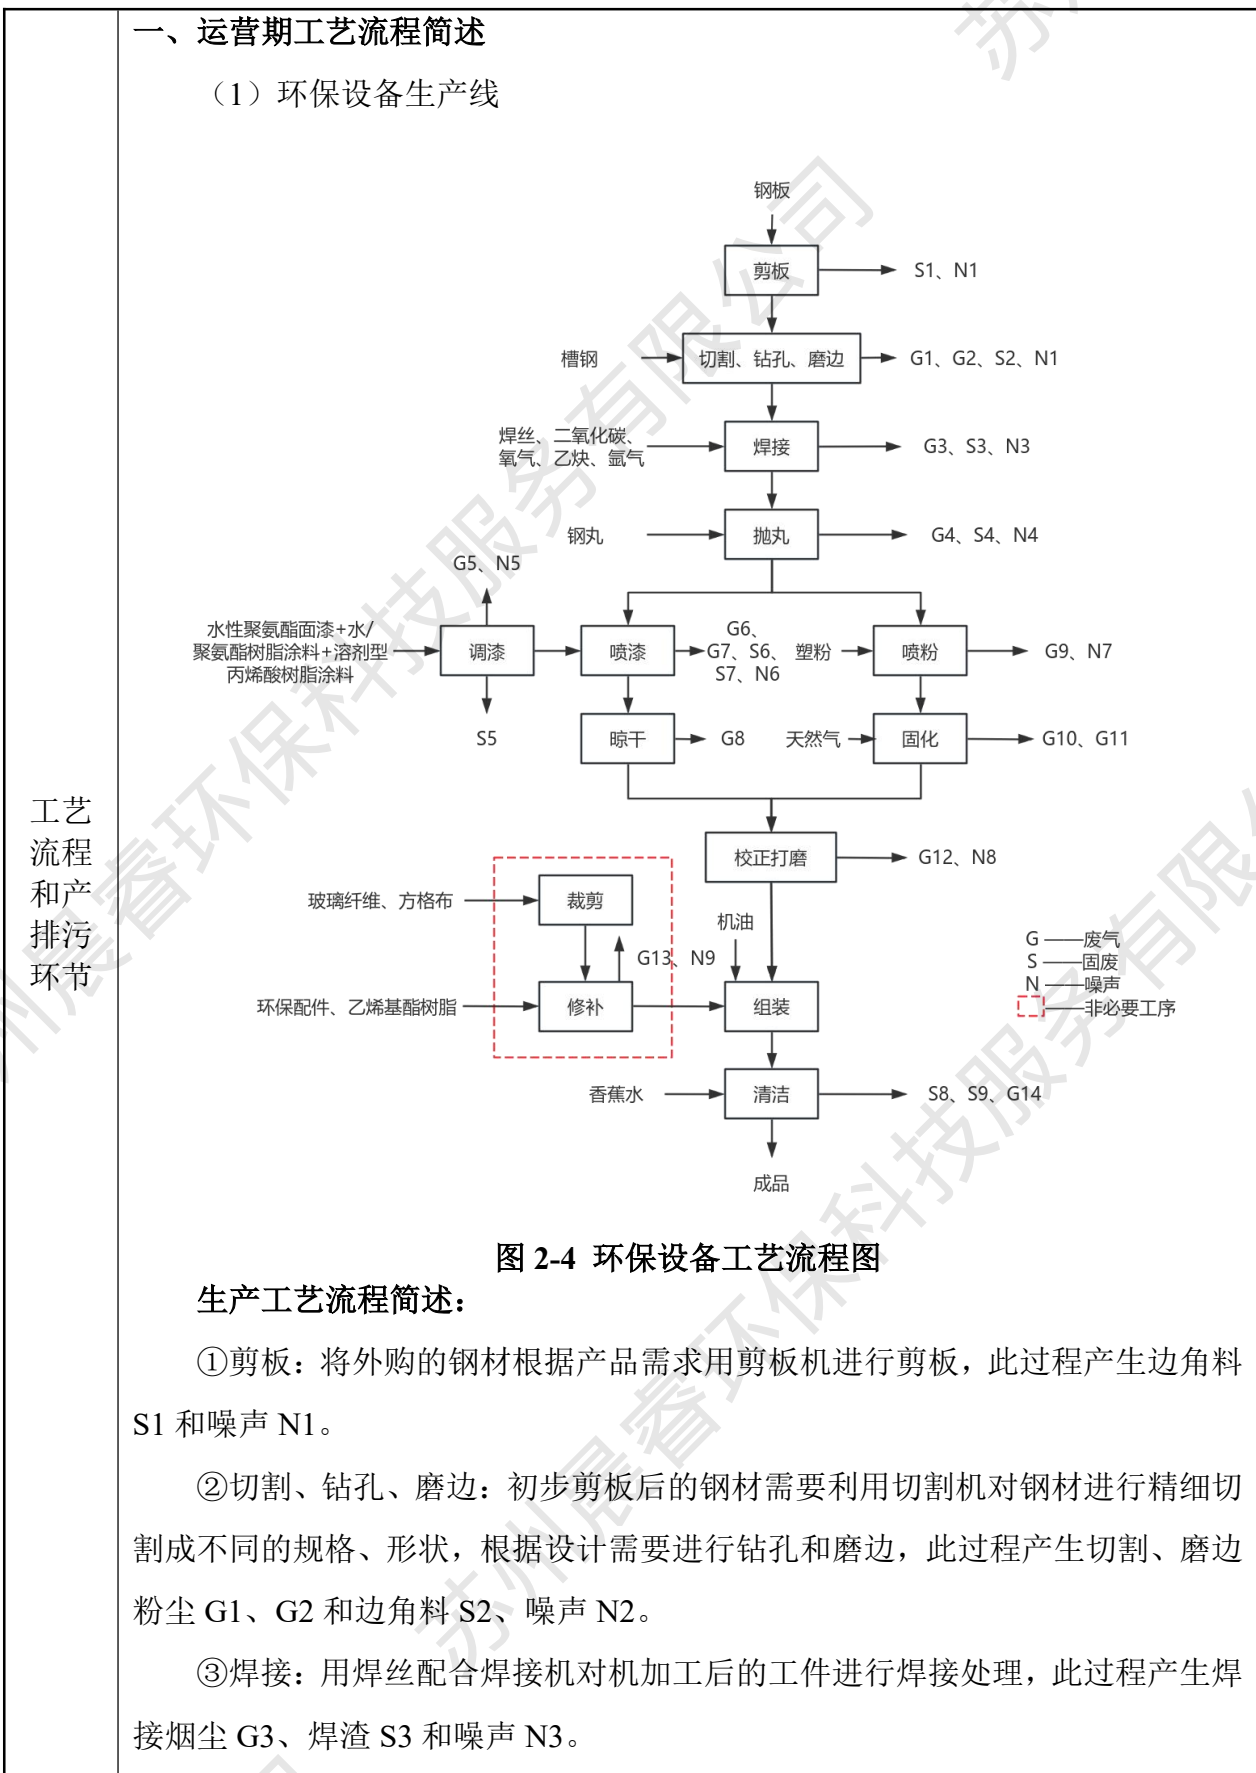 一、运营期工艺流程简述
（1）环保设备生产线
钢板
剪板
S1、N1
槽钢
切割、钻孔、磨边
G1、G2、S2、N1
焊丝、二氧化碳、
氧气、乙炔、氩气
焊接
G3、S3、N3
钢丸
抛丸
G4、S4、N4
G5、N5
水性聚氨酯面漆+水/
聚氨酯树脂涂料+溶剂型
丙烯酸树脂涂料
调漆
喷漆
G6、
G7、S6、
S7、N6
塑粉
喷粉
G9、N7
S5
晾干
G8
天然气
固化
G10、G11
校正打磨
G12、N8
玻璃纤维、方格布
裁剪
机油
G13、N9
环保配件、乙烯基酯树脂
修补
组装
G ——废气
S ——固废
N ——噪声
——非必要工序
香蕉水
清洁
S8、S9、G14
成品
图 2-4 环保设备工艺流程图
生产工艺流程简述：
①剪板：将外购的钢材根据产品需求用剪板机进行剪板，此过程产生边角料
S1 和噪声 N1。
②切割、钻孔、磨边：初步剪板后的钢材需要利用切割机对钢材进行精细切
割成不同的规格、形状，根据设计需要进行钻孔和磨边，此过程产生切割、磨边
粉尘 G1、G2 和边角料 S2、噪声 N2。
③焊接：用焊丝配合焊接机对机加工后的工件进行焊接处理，此过程产生焊
接烟尘 G3、焊渣 S3 和噪声 N3。
工艺
流程
和产
排污
环节
苏州晨睿环保科技服务有限公司